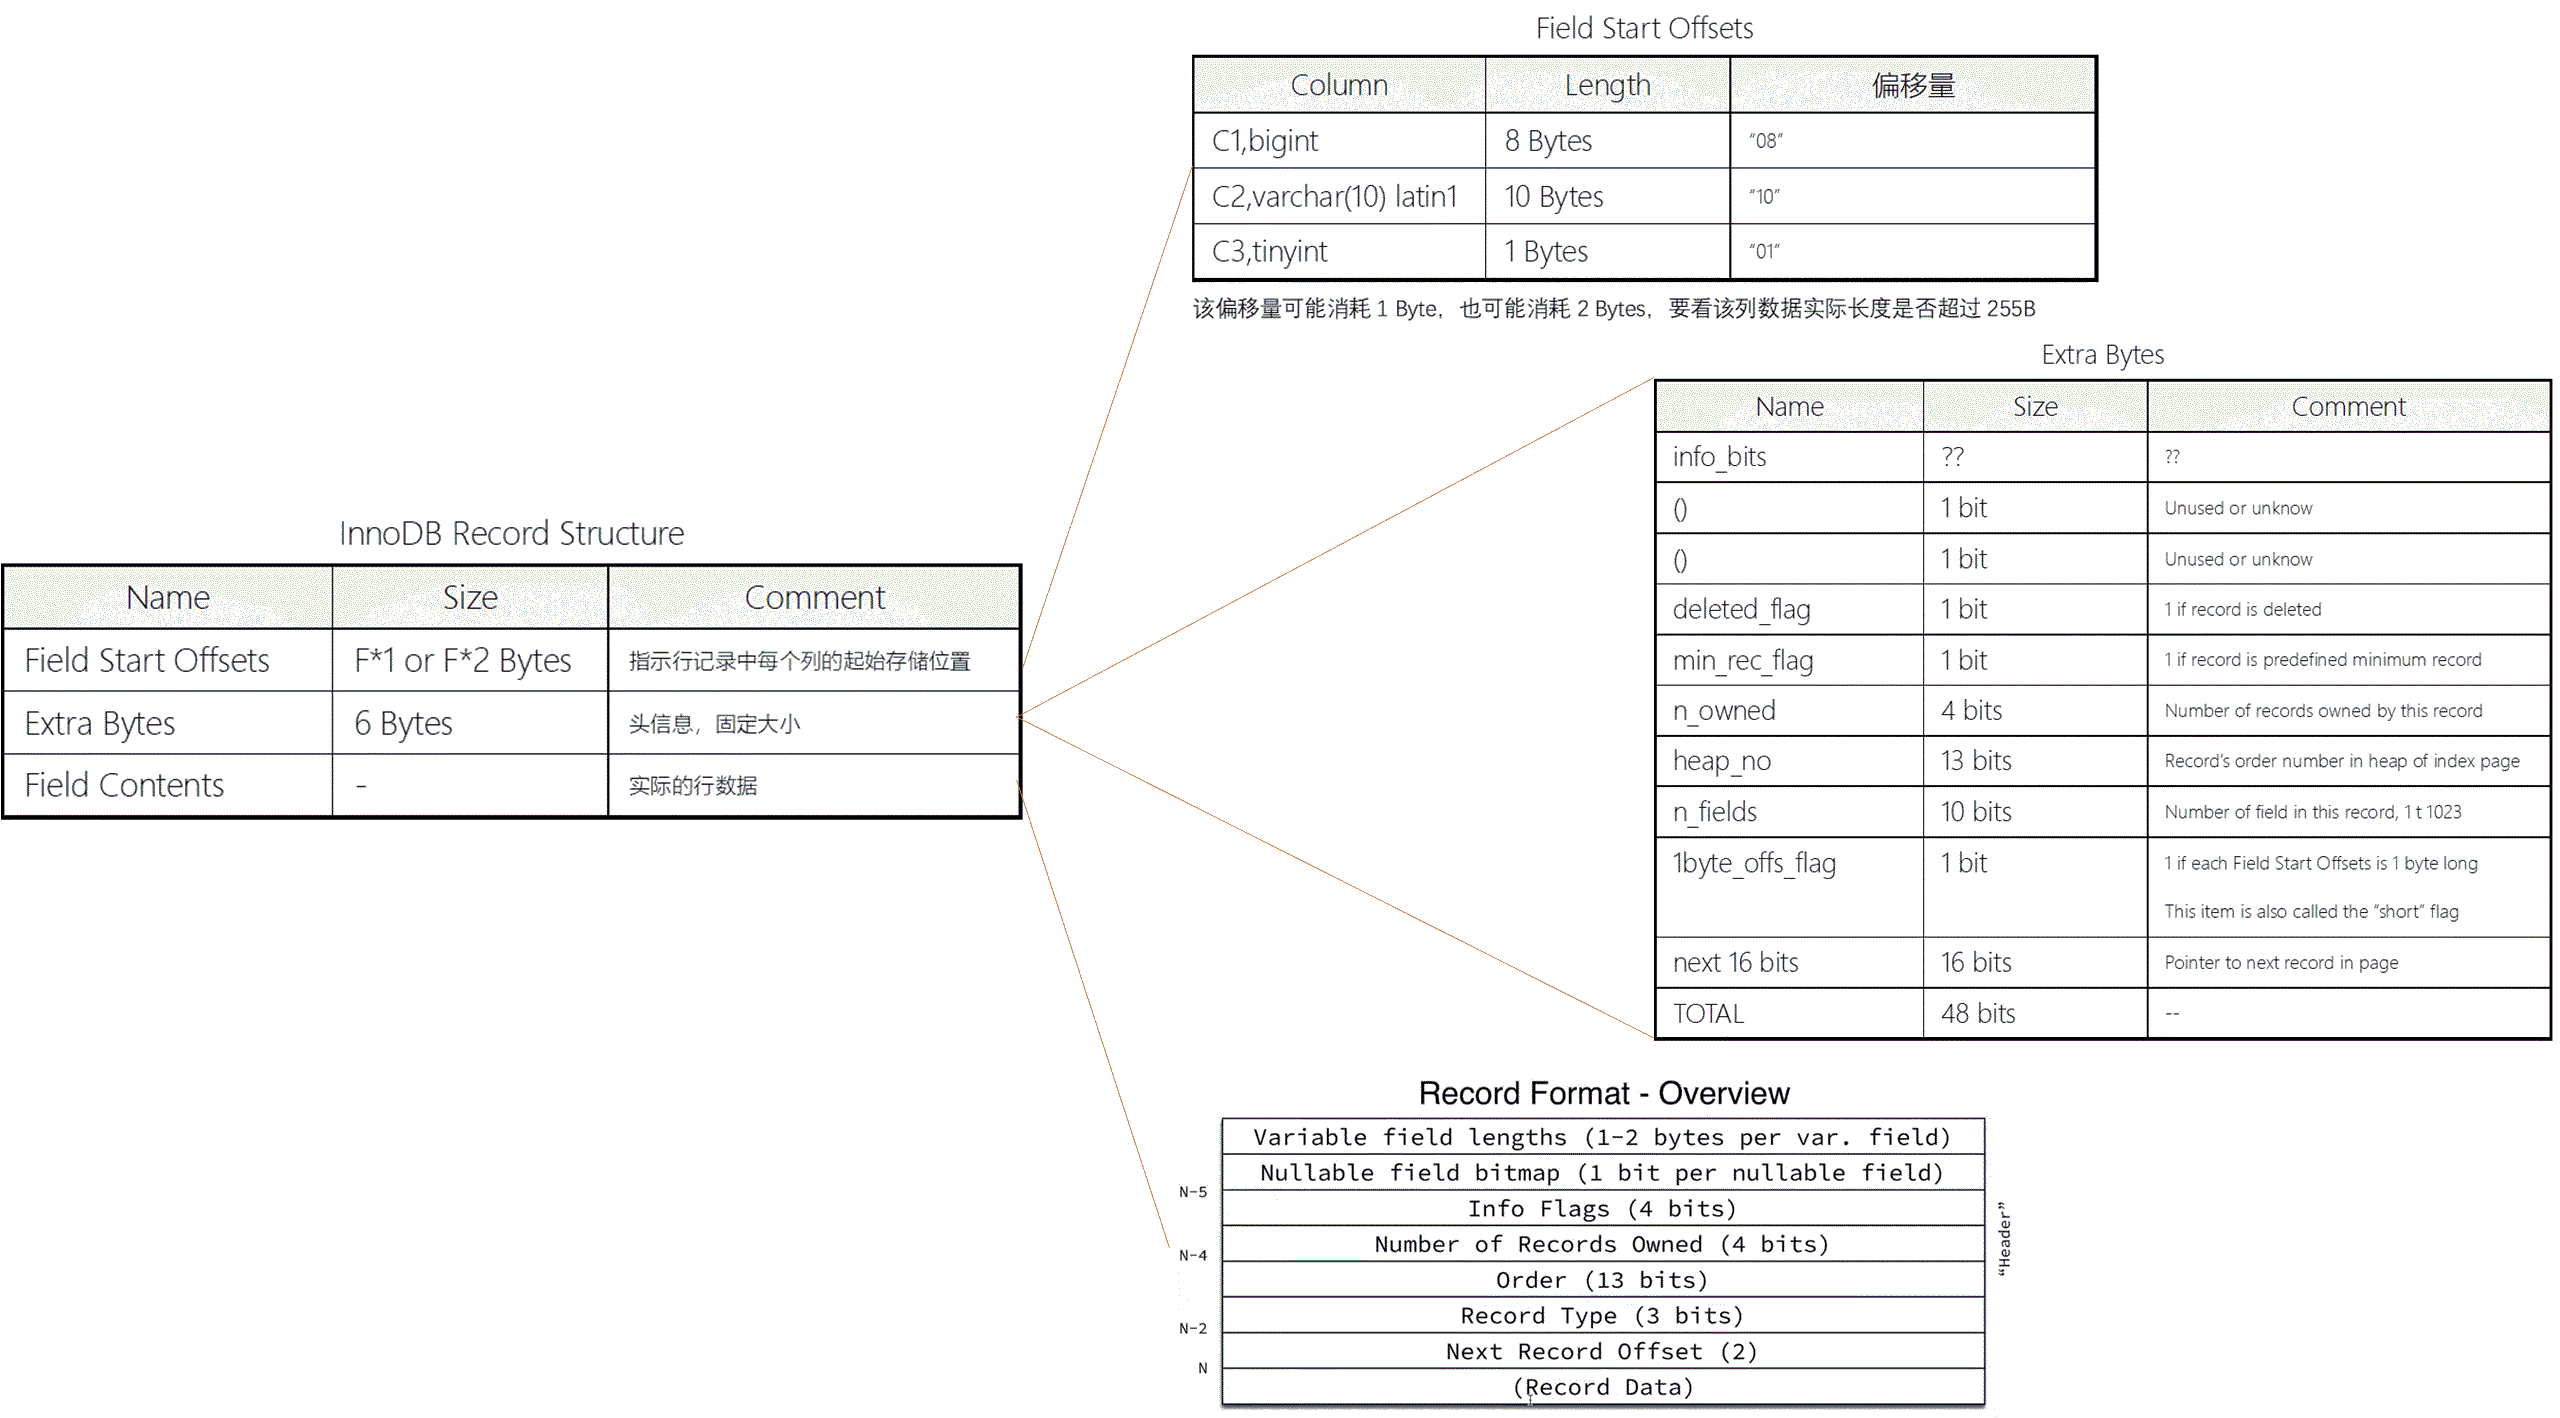 Field Start Offsets
Column Length 偏移量
C1,bigint 8 Bytes “08”
C2,varchar(10) latin1 10 Bytes “10”
C3,tinyint 1 Bytes “01”
该偏移量可能消耗 1 Byte，也可能消耗 2 Bytes，要看该列数据实际长度是否超过 255B
Extra Bytes
Name Size Comment
info_bits ?? ??
() 1 bit Unused or unknow
() 1 bit Unused or unknow
deleted_flag 1 bit 1 if record is deleted
min_rec_flag 1 bit 1 if record is predefined minimum record
n_owned 4 bits Number of records owned by this record
heap_no 13 bits Record’s order number in heap of index page
n_fields 10 bits Number of field in this record, 1 t 1023
1byte_offs_flag 1 bit 1 if each Field Start Offsets is 1 byte long
This item is also called the “short” flag
next 16 bits 16 bits Pointer to next record in page
TOTAL 48 bits --
InnoDB Record Structure
Name Size Comment
Field Start Offsets F*1 or F*2 Bytes 指示行记录中每个列的起始存储位置
Extra Bytes 6 Bytes 头信息，固定大小
Field Contents - 实际的行数据
Record Format - Overview
Variable field lengths (1-2 bytes per var. field)
Nullable field bitmap (1 bit per nullable field)
N-5
Info Flags (4 bits)
Number of Records Owned (4 bits)
N-4
Order (13 bits)
Record Type (3 bits)
N-2
Next Record Offset (2)
N
(Record Data)
“Header”